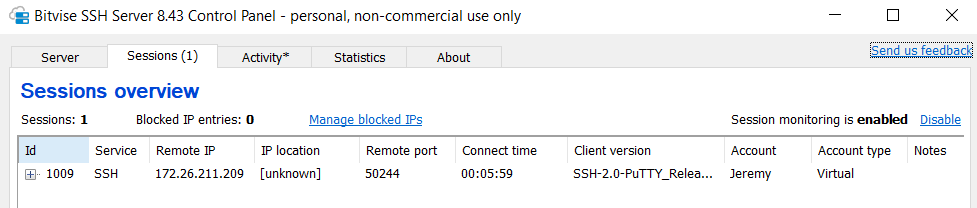 Bitvise SSH Server 8.43 Control Panel - personal, non-commercial use only
Server Sessions (1) Activity* Statistics About Send us feedback
Sessions overview
Sessions: 1 Blocked IP entries: 0 Manage blocked IPs Session monitoring is enabled Disable
Id Service Remote IP IP location Remote port Connect time Client version Account Account type Notes
1009 SSH 172.26.211.209 [unknown] 50244 00:05:59 SSH-2.0-PuTTY_Relea... Jeremy Virtual